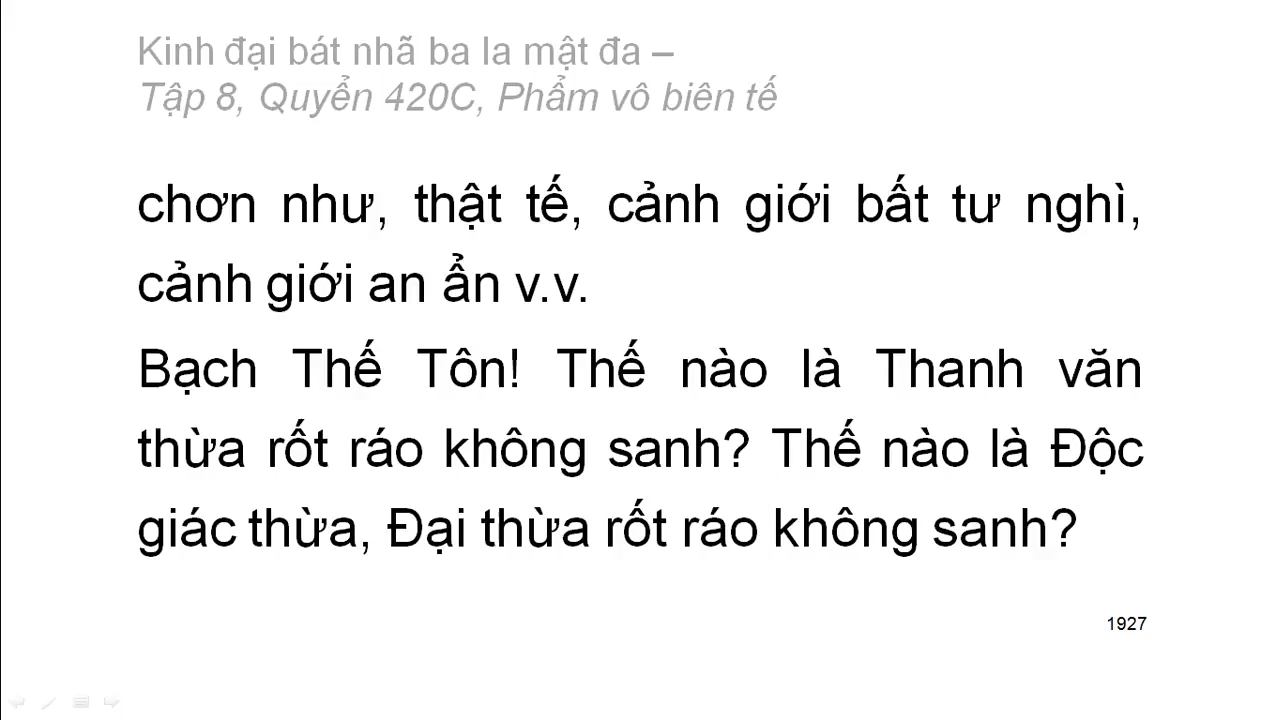 Kinh đại bát nhã ba la mật đa –
Tập 8, Quyển 420C, Phẩm vô biên tế
chơn như, thật tế, cảnh giới bất tư nghì,
cảnh giới an ẩn v.v.
Bạch Thế Tôn! Thế nào là Thanh văn
thừa rốt ráo không sanh? Thế nào là Độc
giác thừa, Đại thừa rốt ráo không sanh?
1927